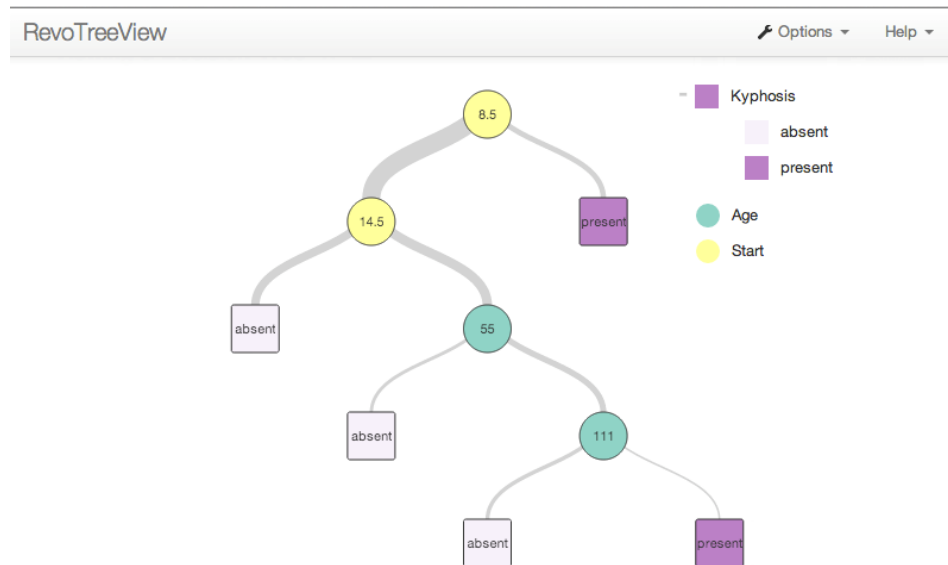 RevoTreeView
Options
Help
8.5
Kyphosis
absent
present
14.5
present
Age
Start
absent
55
absent
111
absent
present